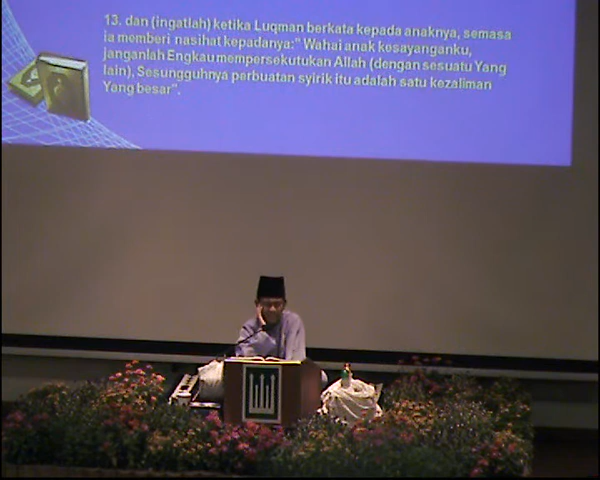 13. dan (ingatlah) ketika Luqman berkata kepada anaknya, semasa
ia memberi nasihat kepadanya:" Wahai anak kesayanganku,
janganlah Engkau mempersekutukan Allah (dengan sesuatu Yang
lain), Sesungguhnya perbuatan syirik itu adalah satu kezaliman
Yang besar".